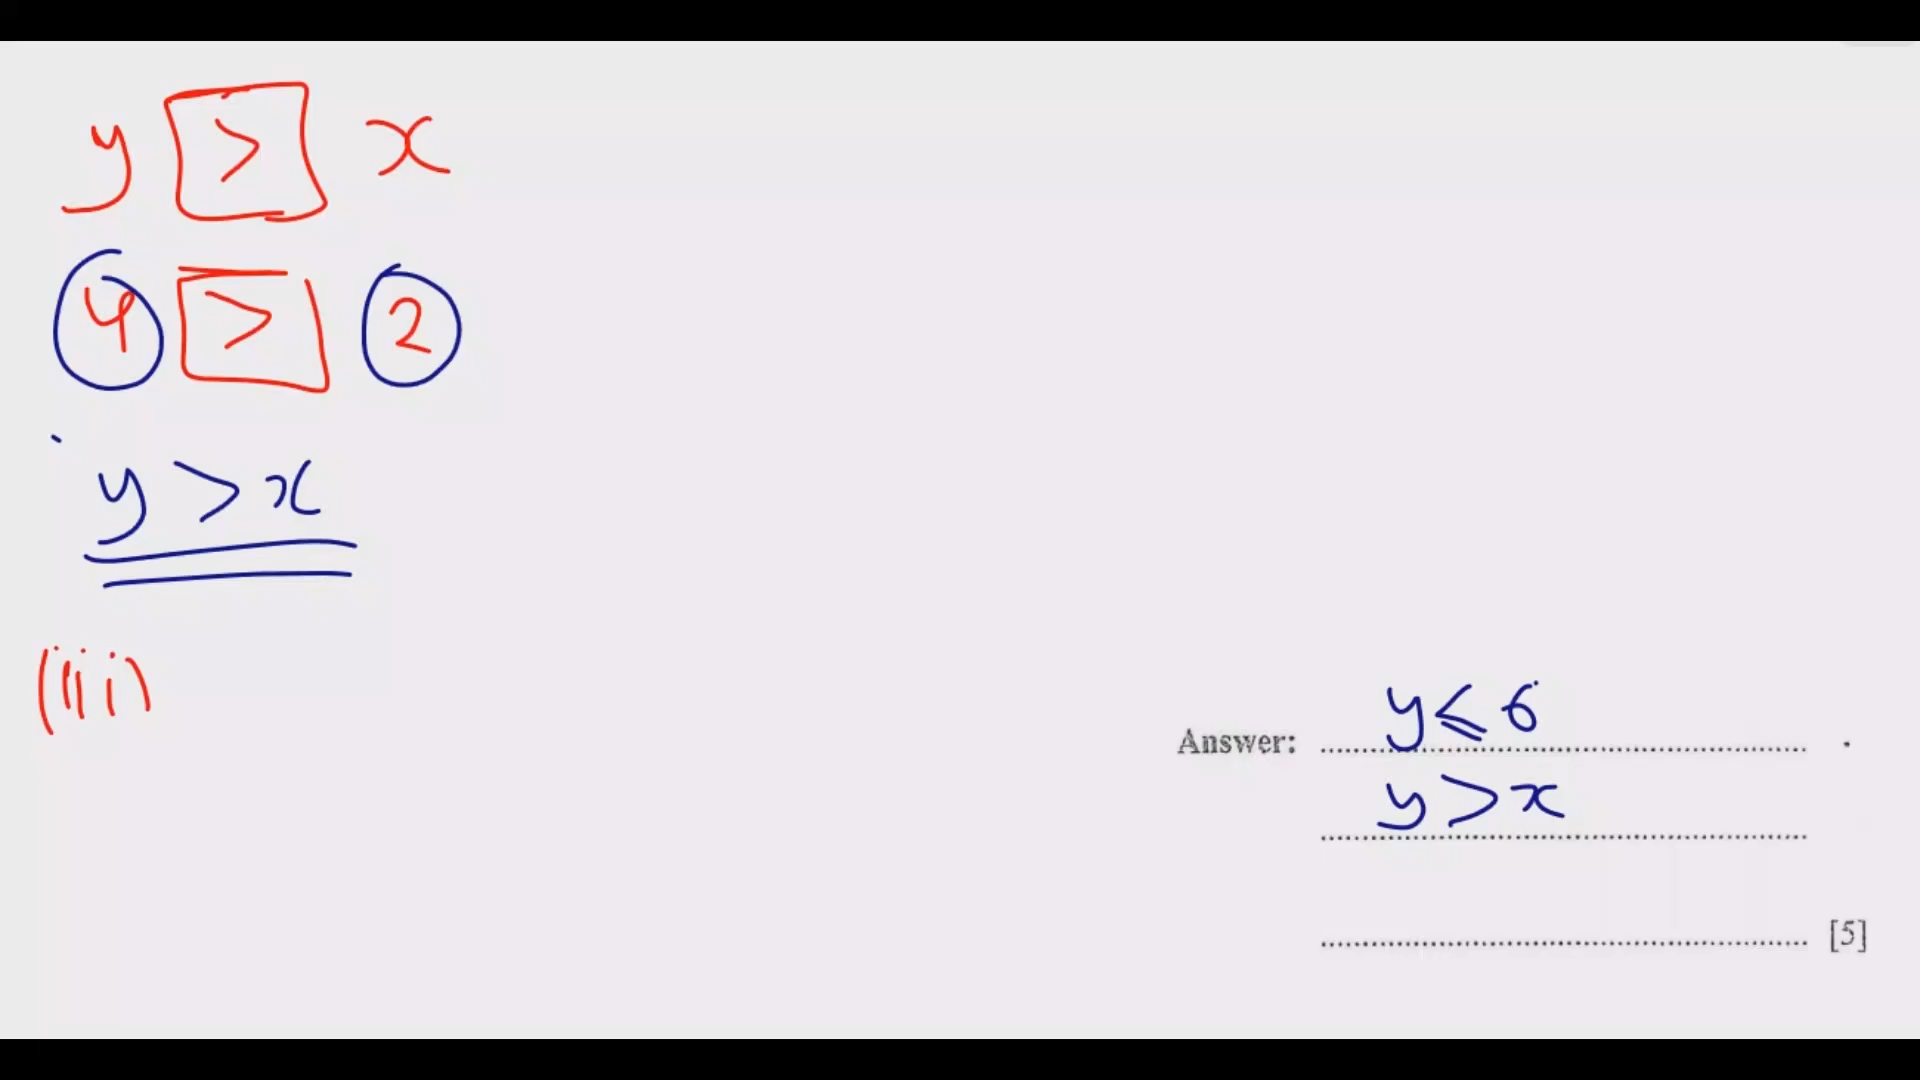 y > x
4 > 2
y > x
(iii)
Answer: y ≤ 6
y > x
[5]